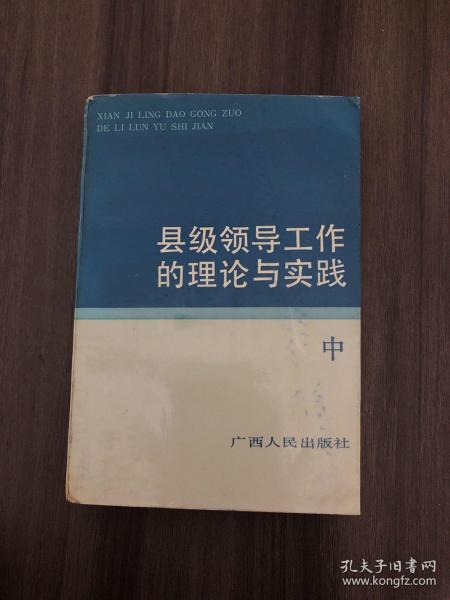 XIAN JI LING DAO GONG ZUO
DE LI LUN YU SHI JIAN
县级领导工作
的理论与实践
中
广西人民出版社
孔夫子旧书网
www.kongfz.com